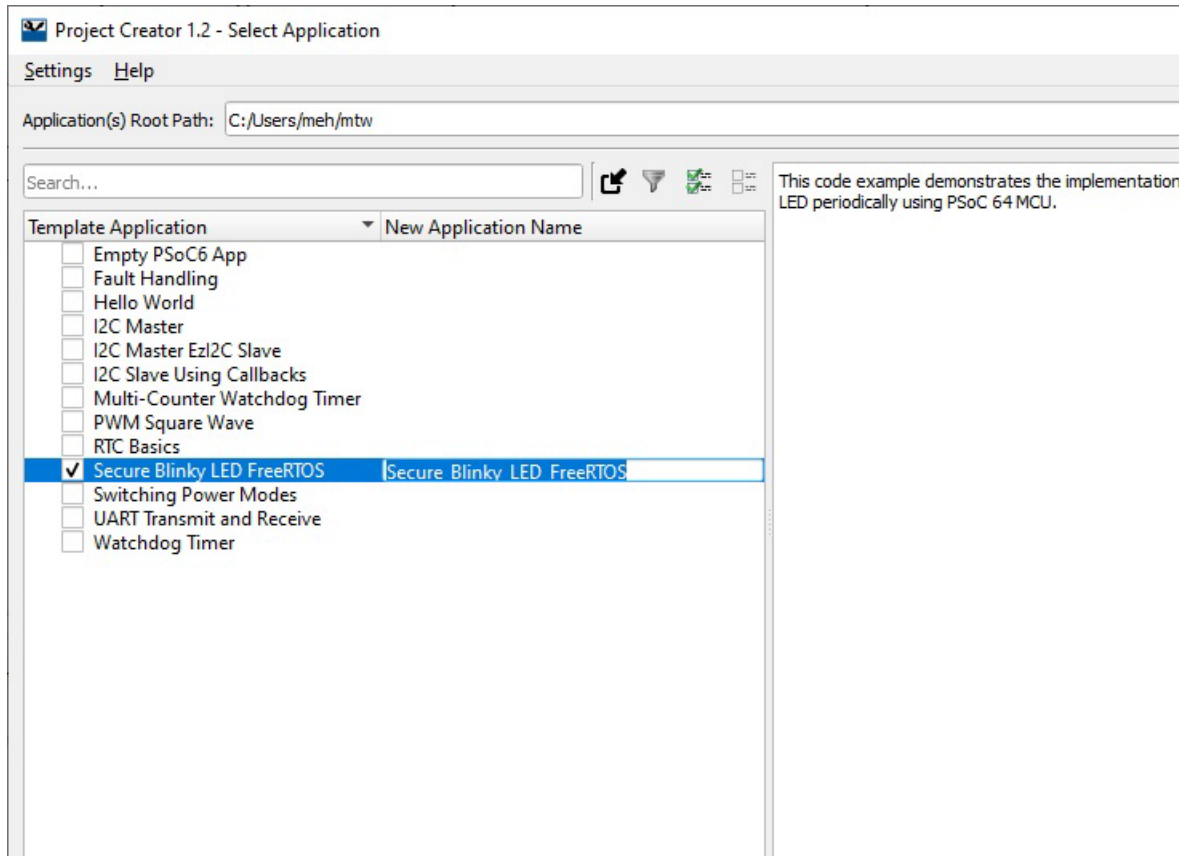 Project Creator 1.2 - Select Application
Settings Help
Application(s) Root Path: C:/Users/meh/mtw
Search...
This code example demonstrates the implementation
LED periodically using PSoC 64 MCU.
Template Application New Application Name
Empty PSoC6 App
Fault Handling
Hello World
I2C Master
I2C Master EzI2C Slave
I2C Slave Using Callbacks
Multi-Counter Watchdog Timer
PWM Square Wave
RTC Basics
Secure Blinky LED FreeRTOS Secure_Blinky_LED_FreeRTOS
Switching Power Modes
UART Transmit and Receive
Watchdog Timer